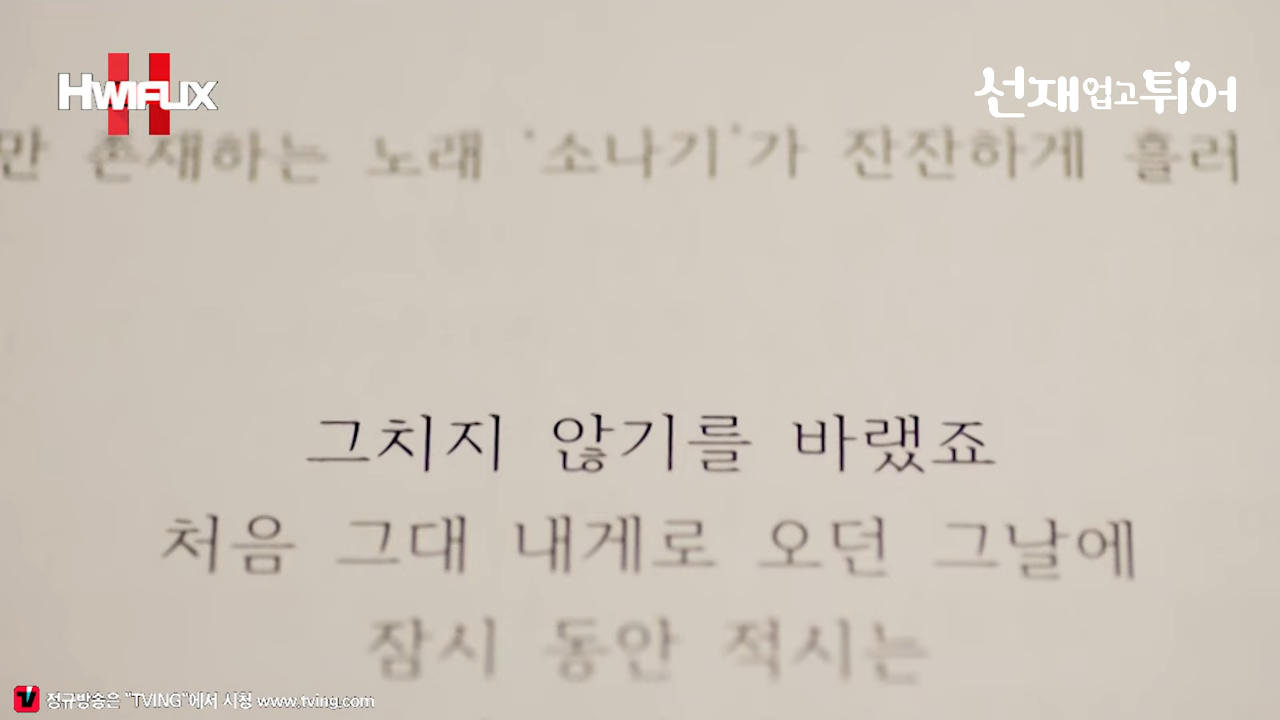 HWIFLIX
선재 업고 튀어
만 존재하는 노래 '소나기'가 잔잔하게 흘러
그치지 않기를 바랬죠
처음 그대 내게로 오던 그날에
잠시 동안 적시는
정규방송은 "TVING"에서 시청 www.tving.com